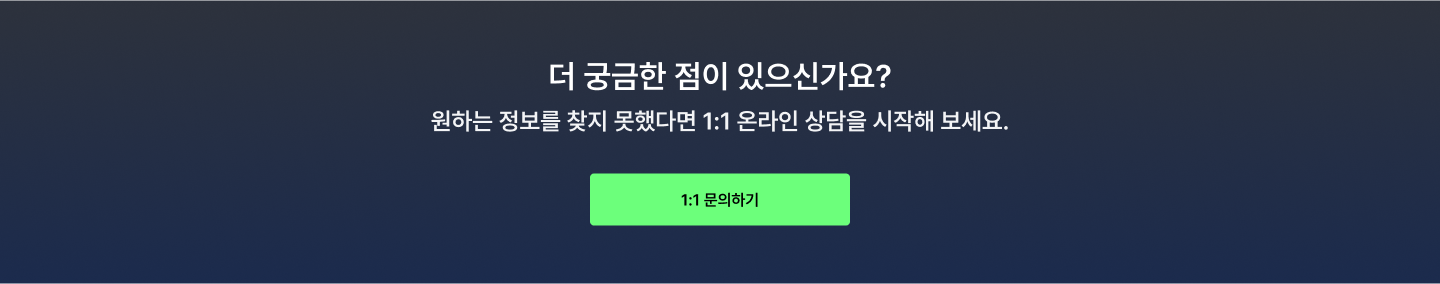 더 궁금한 점이 있으신가요?
원하는 정보를 찾지 못했다면 1:1 온라인 상담을 시작해 보세요.
1:1 문의하기